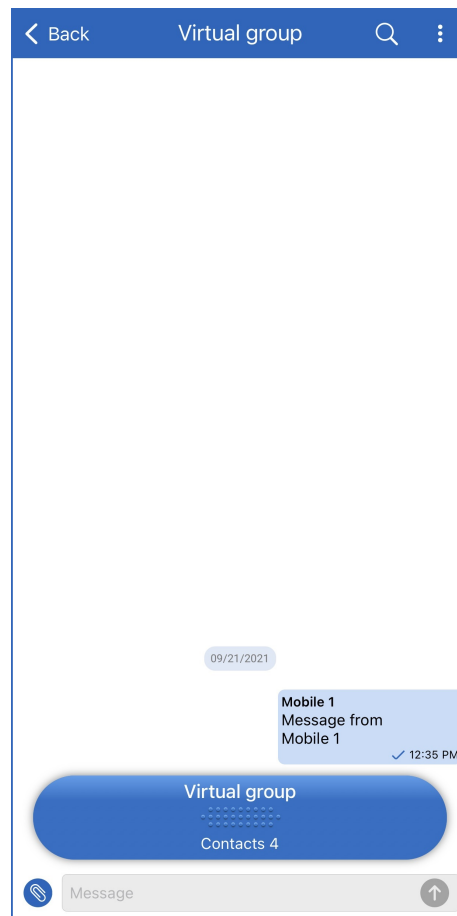 Back
Virtual group
09/21/2021
Mobile 1
Message from
Mobile 1
12:35 PM
Virtual group
Contacts 4
Message